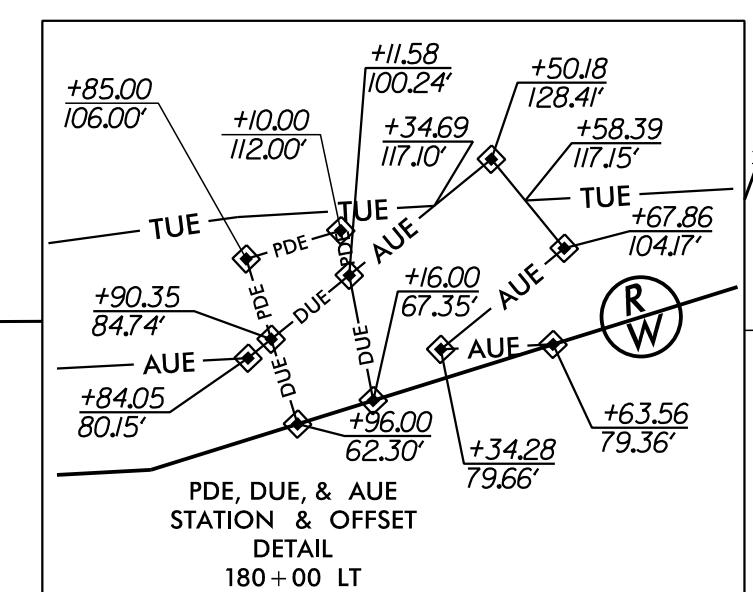 +11.58
100.24'
+50.18
128.41'
+85.00
106.00'
+10.00
112.00'
+34.69
117.10'
+58.39
117.15'
TUE
TUE
TUE
+67.86
104.17'
PDE
PDE
AUE
+90.35
84.74'
PDE
DUE
+16.00
67.35'
AUE
R
W
AUE
DUE
DUE
AUE
+84.05
80.15'
+96.00
62.30'
+34.28
79.66'
+63.56
79.36'
PDE, DUE, & AUE
STATION & OFFSET
DETAIL
180+00 LT